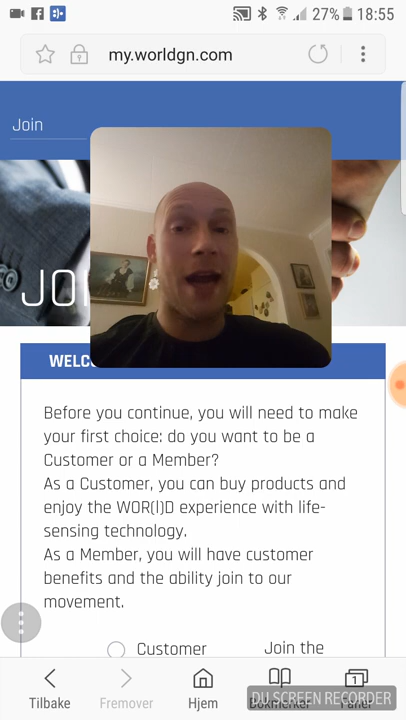 27% 18:55
my.worldgn.com
Join
JO
WELC
Before you continue, you will need to make
your first choice: do you want to be a
Customer or a Member?
As a Customer, you can buy products and
enjoy the WOR(l)D experience with life-
sensing technology.
As a Member, you will have customer
benefits and the ability join to our
movement.
Customer Join the
Tilbake Fremover Hjem Bokmerker 1
DU SCREEN RECORDER